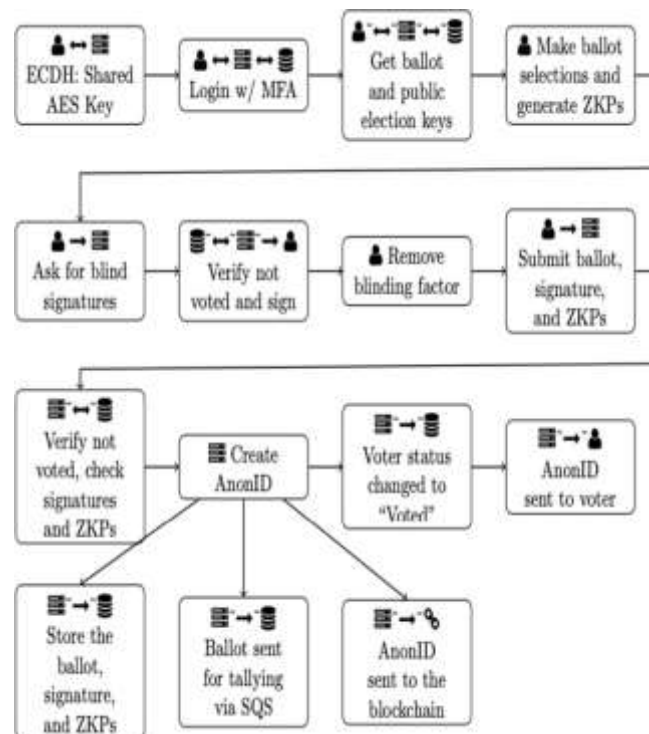 ECDH: Shared
AES Key
Login w/ MFA
Get ballot
and public
election keys
Make ballot
selections and
generate ZKPs
Ask for blind
signatures
Verify not
voted and sign
Remove
blinding factor
Submit ballot,
signature,
and ZKPs
Verify not
voted, check
signatures
and ZKPs
Create
AnonID
Voter status
changed to
“Voted”
AnonID
sent to voter
Store the
ballot,
signature,
and ZKPs
Ballot sent
for tallying
via SQS
AnonID
sent to the
blockchain